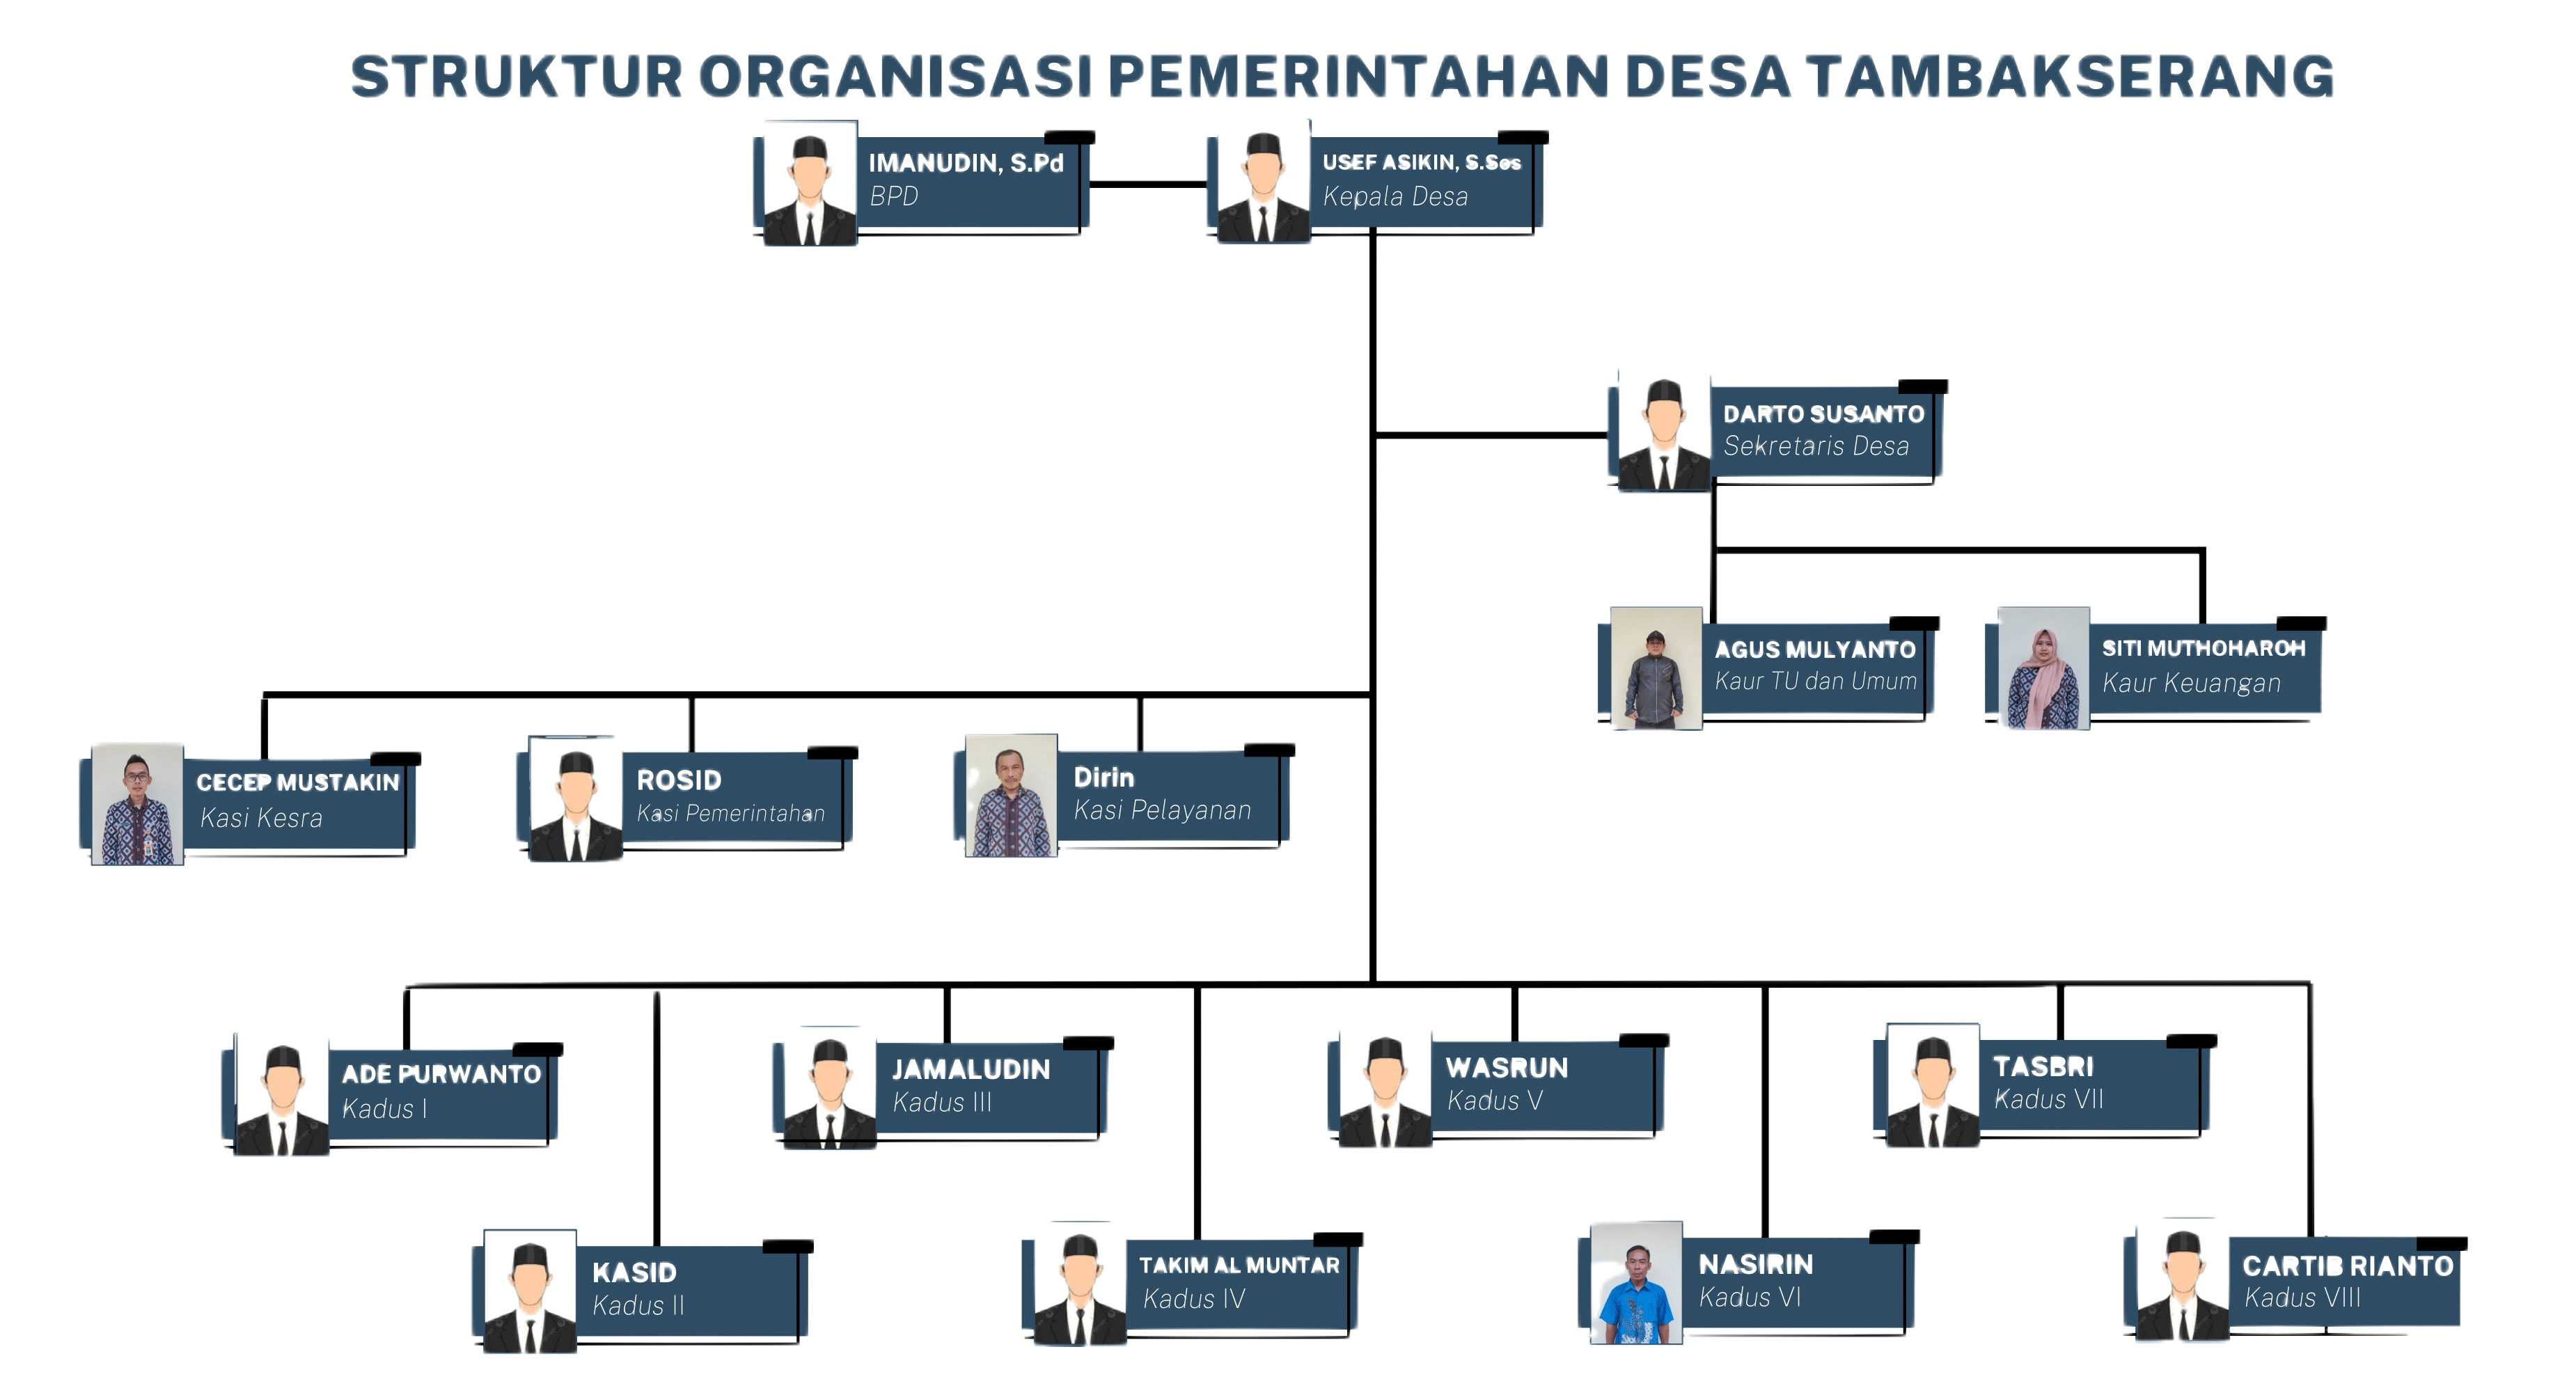 STRUKTUR ORGANISASI PEMERINTAHAN DESA TAMBAKSERANG
IMANUDIN, S.Pd
BPD
USEF ASIKIN, S.Sos
Kepala Desa
DARTO SUSANTO
Sekretaris Desa
AGUS MULYANTO
Kaur TU dan Umum
SITI MUTHOHAROH
Kaur Keuangan
CECEP MUSTAKIN
Kasi Kesra
ROSID
Kasi Pemerintahan
Dirin
Kasi Pelayanan
ADE PURWANTO
Kadus I
JAMALUDIN
Kadus III
WASRUN
Kadus V
TASBRI
Kadus VII
KASID
Kadus II
TAKIM AL MUNTAR
Kadus IV
NASIRIN
Kadus VI
CARTIB RIANTO
Kadus VIII